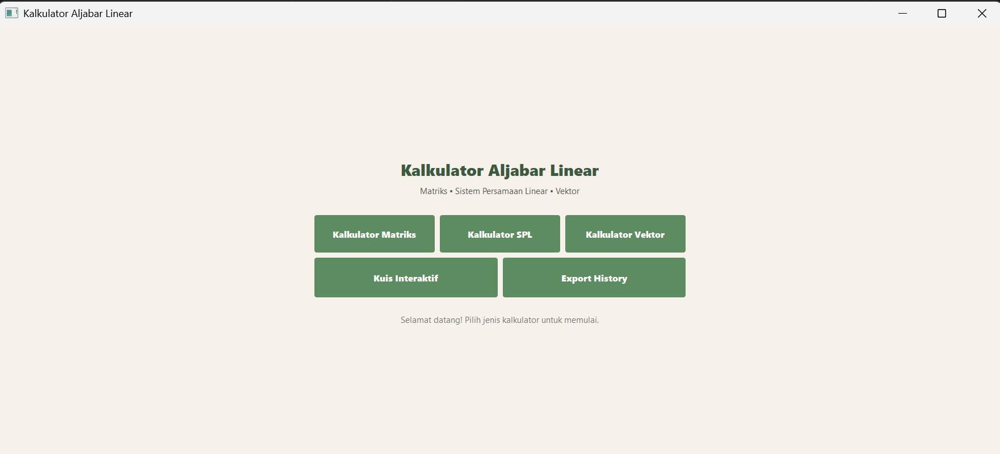 Kalkulator Aljabar Linear
Kalkulator Aljabar Linear
Matriks • Sistem Persamaan Linear • Vektor
Kalkulator Matriks
Kalkulator SPL
Kalkulator Vektor
Kuis Interaktif
Export History
Selamat datang! Pilih jenis kalkulator untuk memulai.